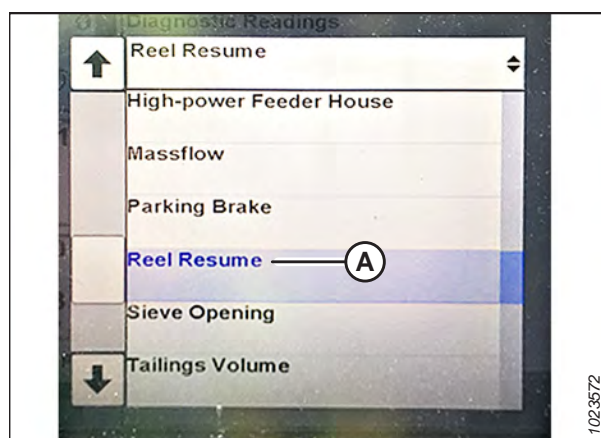 Diagnostic Readings
Reel Resume
High-power Feeder House
Massflow
Parking Brake
Reel Resume
A
Sieve Opening
Tailings Volume
1023572